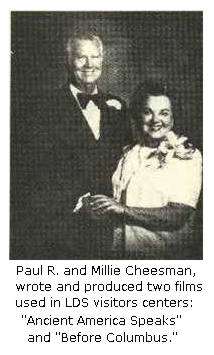 Paul R. and Millie Cheesman,
wrote and produced two films
used in LDS visitors centers:
"Ancient America Speaks"
and "Before Columbus."